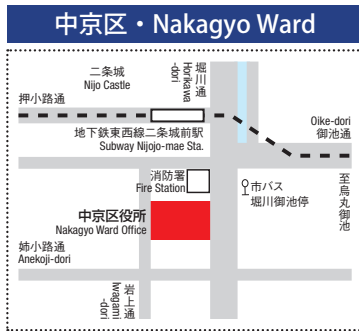 中京区・Nakagyo Ward
二条城
Nijo Castle
堀川通
Horikawa
-dori
押小路通
Oike-dori
御池通
地下鉄東西線二条城前駅
Subway Nijojo-mae Sta.
消防署
Fire Station
市バス
堀川御池停
至烏丸御池
中京区役所
Nakagyo Ward Office
姉小路通
Anekoji-dori
岩上通
Iwagami
-dori